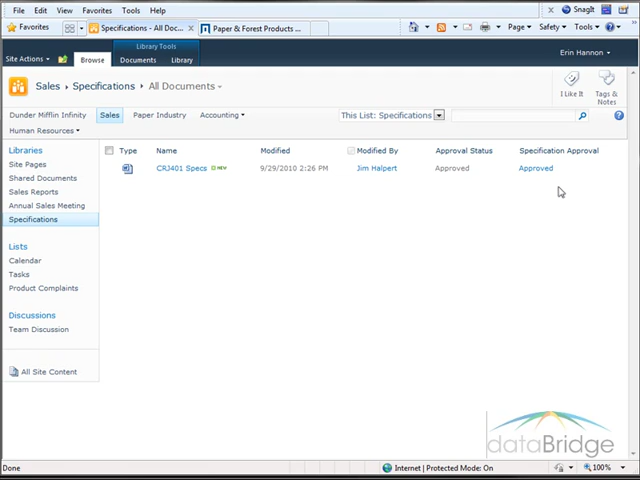 File Edit View Favorites Tools Help
SnagIt
Favorites
Specifications - All Doc...
Paper & Forest Products ...
Page
Safety
Tools
Library Tools
Erin Hannon
Site Actions
Browse
Documents
Library
Sales
Specifications
All Documents
I Like It
Tags & Notes
Dunder Mifflin Infinity
Sales
Paper Industry
Accounting
This List: Specifications
Human Resources
Libraries
Site Pages
Shared Documents
Sales Reports
Annual Sales Meeting
Specifications
Lists
Calendar
Tasks
Product Complaints
Discussions
Team Discussion
All Site Content
Type Name Modified Modified By Approval Status Specification Approval
CRJ401 Specs NEW 9/29/2010 2:26 PM Jim Halpert Approved Approved
dataBridge
Done
Internet | Protected Mode: On
100%